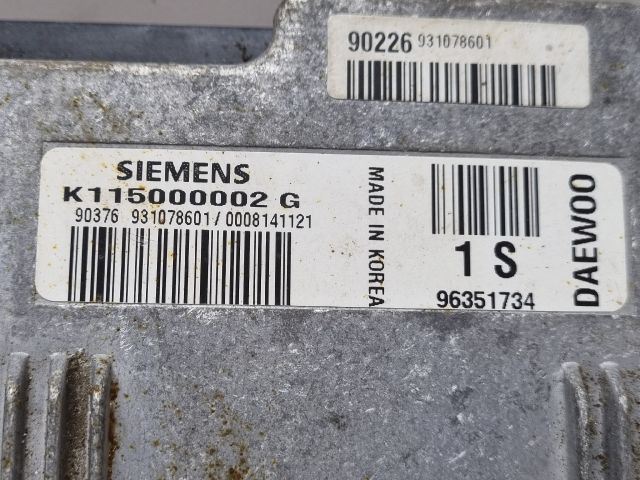 90226 931078601
SIEMENS
K115000002 G
90376 931078601/0008141121
MADE IN KOREA
1 S
96351734
DAEWOO